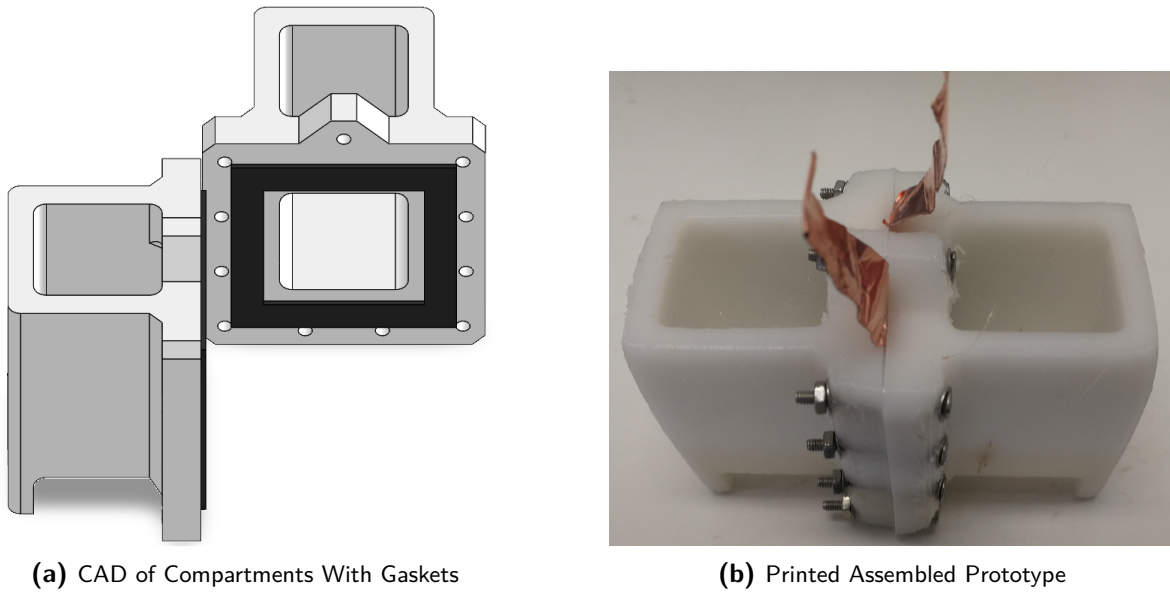 (a) CAD of Compartments With Gaskets
(b) Printed Assembled Prototype